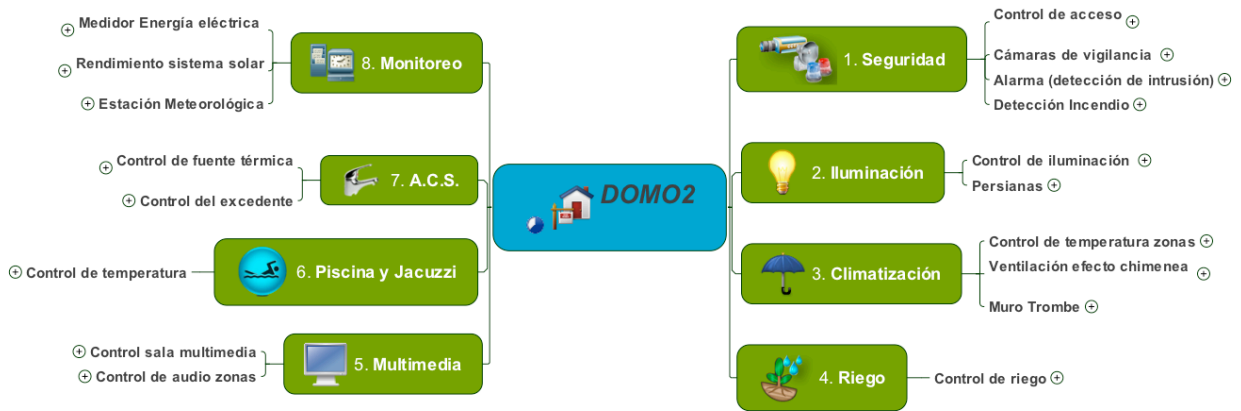 DOMO2
1. Seguridad
Control de acceso
Cámaras de vigilancia
Alarma (detección de intrusión)
Detección Incendio
2. Iluminación
Control de iluminación
Persianas
3. Climatización
Control de temperatura zonas
Ventilación efecto chimenea
Muro Trombe
4. Riego
Control de riego
5. Multimedia
Control sala multimedia
Control de audio zonas
6. Piscina y Jacuzzi
Control de temperatura
7. A.C.S.
Control de fuente térmica
Control del excedente
8. Monitoreo
Medidor Energía eléctrica
Rendimiento sistema solar
Estación Meteorológica